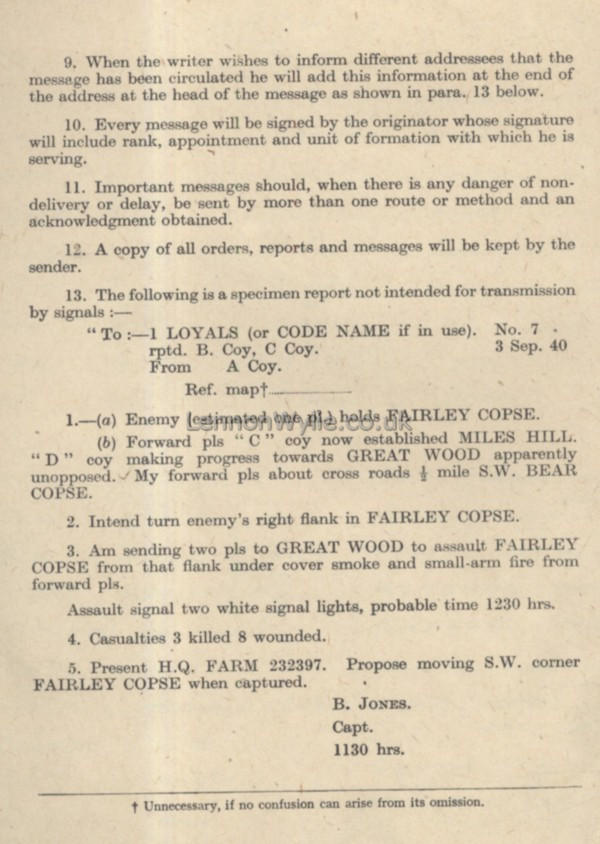 9. When the writer wishes to inform different addressees that the
message has been circulated he will add this information at the end of
the address at the head of the message as shown in para. 13 below.
10. Every message will be signed by the originator whose signature
will include rank, appointment and unit of formation with which he is
serving.
11. Important messages should, when there is any danger of non-
delivery or delay, be sent by more than one route or method and an
acknowledgment obtained.
12. A copy of all orders, reports and messages will be kept by the
sender.
13. The following is a specimen report not intended for transmission
by signals :—
" To :—1 LOYALS (or CODE NAME if in use). No. 7
rptd. B. Coy, C Coy. 3 Sep. 40
From A Coy.
Ref. map†..............................
1.—(a) Enemy (estimated one pl.) holds FAIRLEY COPSE.
LennonWylie.co.uk
(b) Forward pls " C " coy now established MILES HILL.
" D " coy making progress towards GREAT WOOD apparently
unopposed. My forward pls about cross roads ½ mile S.W. BEAR
COPSE.
2. Intend turn enemy's right flank in FAIRLEY COPSE.
3. Am sending two pls to GREAT WOOD to assault FAIRLEY
COPSE from that flank under cover smoke and small-arm fire from
forward pls.
Assault signal two white signal lights, probable time 1230 hrs.
4. Casualties 3 killed 8 wounded.
5. Present H.Q. FARM 232397. Propose moving S.W. corner
FAIRLEY COPSE when captured.
B. JONES.
Capt.
1130 hrs.
† Unnecessary, if no confusion can arise from its omission.